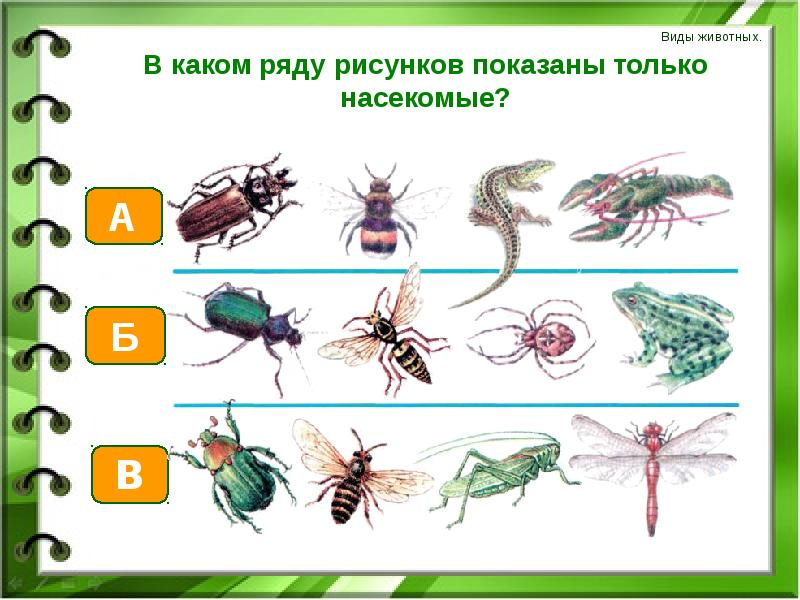 Виды животных.
В каком ряду рисунков показаны только
насекомые?
А
Б
В